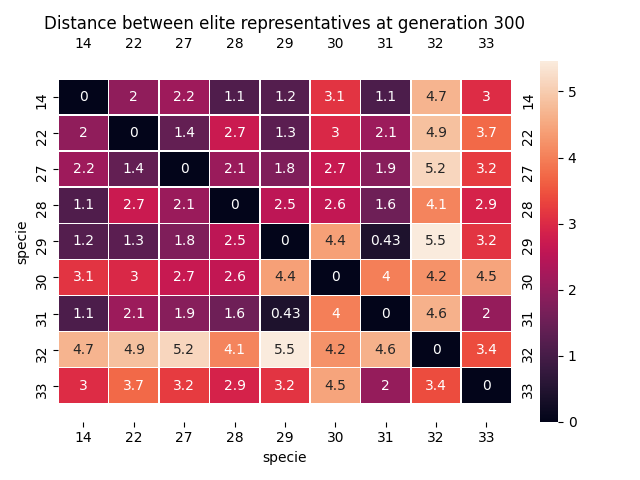 Distance between elite representatives at generation 300
14 22 27 28 29 30 31 32 33
14 0 2 2.2 1.1 1.2 3.1 1.1 4.7 3 14
22 2 0 1.4 2.7 1.3 3 2.1 4.9 3.7 22
27 2.2 1.4 0 2.1 1.8 2.7 1.9 5.2 3.2 27
28 1.1 2.7 2.1 0 2.5 2.6 1.6 4.1 2.9 28
29 1.2 1.3 1.8 2.5 0 4.4 0.43 5.5 3.2 29
30 3.1 3 2.7 2.6 4.4 0 4 4.2 4.5 30
31 1.1 2.1 1.9 1.6 0.43 4 0 4.6 2 31
32 4.7 4.9 5.2 4.1 5.5 4.2 4.6 0 3.4 32
33 3 3.7 3.2 2.9 3.2 4.5 2 3.4 0 33
14 22 27 28 29 30 31 32 33
specie
specie
5
4
3
2
1
0